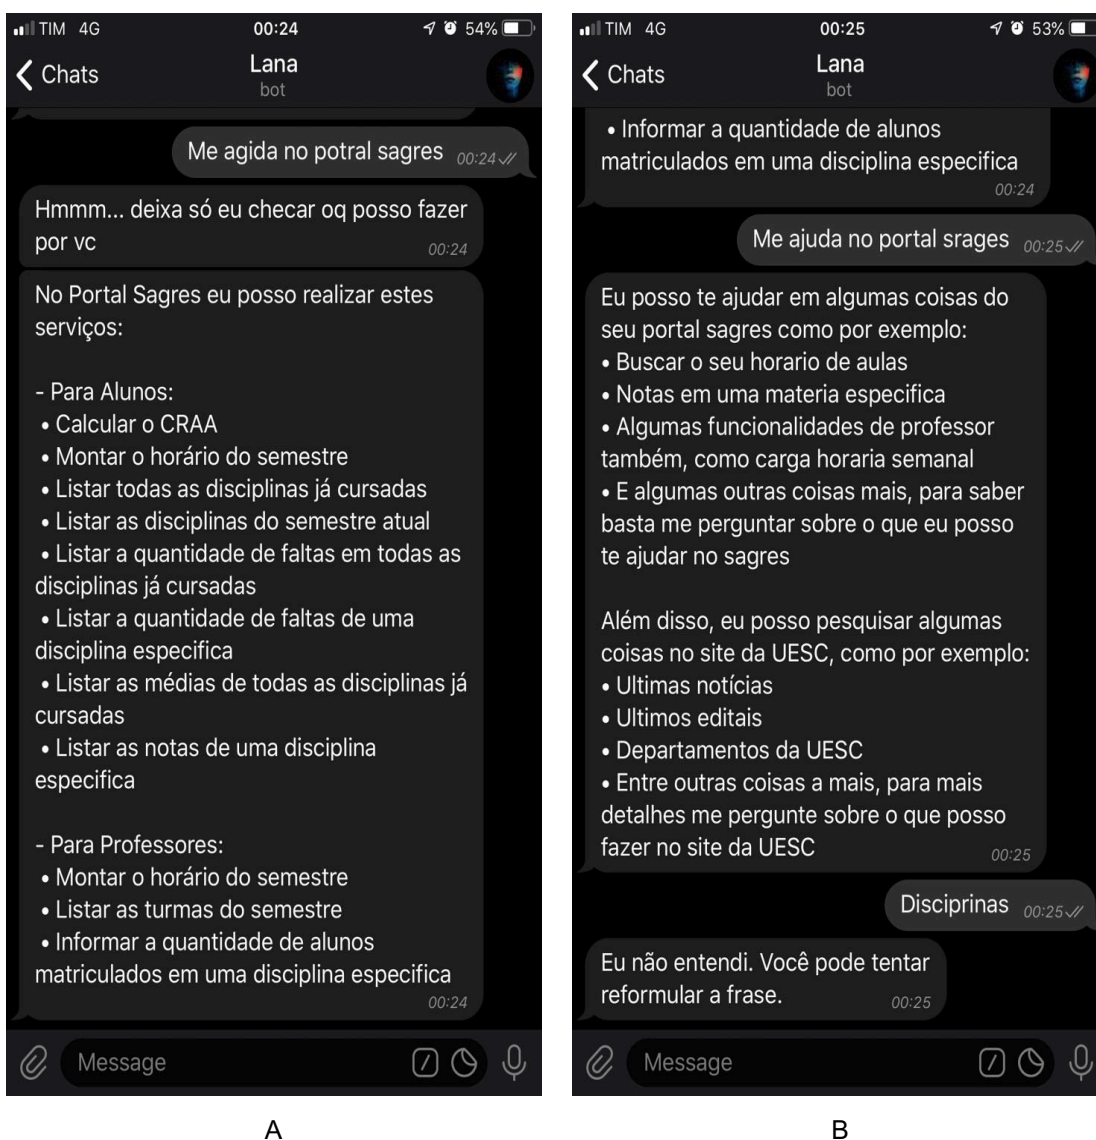 TIM 4G 00:24 54%
Chats
Lana
bot
Me agida no potral sagres 00:24
Hmmm... deixa só eu checar oq posso fazer
por vc 00:24
No Portal Sagres eu posso realizar estes
serviços:
- Para Alunos:
• Calcular o CRAA
• Montar o horário do semestre
• Listar todas as disciplinas já cursadas
• Listar as disciplinas do semestre atual
• Listar a quantidade de faltas em todas as
disciplinas já cursadas
• Listar a quantidade de faltas de uma
disciplina especifica
• Listar as médias de todas as disciplinas já
cursadas
• Listar as notas de uma disciplina
especifica
- Para Professores:
• Montar o horário do semestre
• Listar as turmas do semestre
• Informar a quantidade de alunos
matriculados em uma disciplina especifica
00:24
Message
A
TIM 4G 00:25 53%
Chats
Lana
bot
• Informar a quantidade de alunos
matriculados em uma disciplina especifica
00:24
Me ajuda no portal srages 00:25
Eu posso te ajudar em algumas coisas do
seu portal sagres como por exemplo:
• Buscar o seu horario de aulas
• Notas em uma materia especifica
• Algumas funcionalidades de professor
também, como carga horaria semanal
• E algumas outras coisas mais, para saber
basta me perguntar sobre o que eu posso
te ajudar no sagres
Além disso, eu posso pesquisar algumas
coisas no site da UESC, como por exemplo:
• Ultimas notícias
• Ultimos editais
• Departamentos da UESC
• Entre outras coisas a mais, para mais
detalhes me pergunte sobre o que posso
fazer no site da UESC 00:25
Disciprinas 00:25
Eu não entendi. Você pode tentar
reformular a frase. 00:25
Message
B